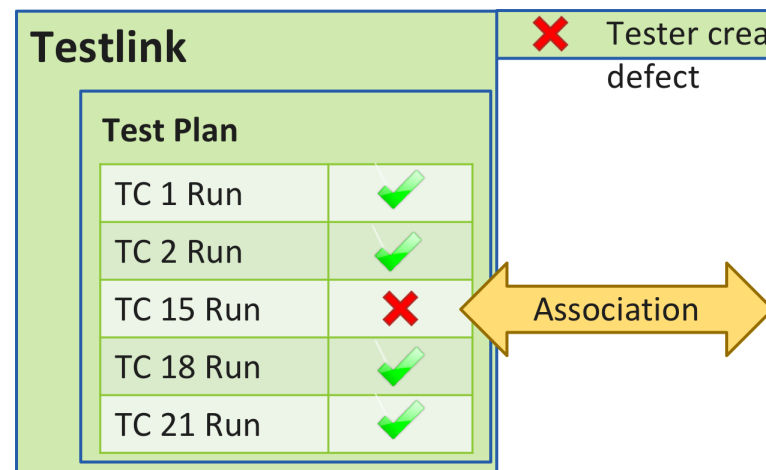 Testlink
Tester
defect
Test Plan
TC 1 Run
TC 2 Run
TC 15 Run
Association
TC 18 Run
TC 21 Run